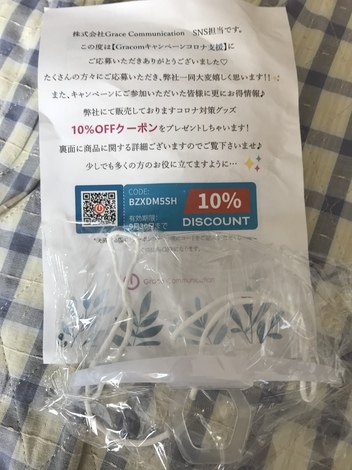 株式会社Grace Communication SNS担当です。
この度は【Gracomキャンペーンコロナ支援】に
ご応募いただきありがとうございました♡
たくさんの方々にご応募いただき、弊社一同大変嬉しく思います!!✨
また、キャンペーンにご参加いただいた皆様に更にお得情報♪
弊社にて販売しておりますコロナ対策グッズ
10%OFFクーポンをプレゼントしちゃいます!
裏面に商品に関する詳細ございますのでご覧下さいませ♪
少しでも多くの方のお役に立てますように…✨
CODE:
BZXDM5SH
有効期限:
9月30日まで
10%
DISCOUNT
Grace Communication